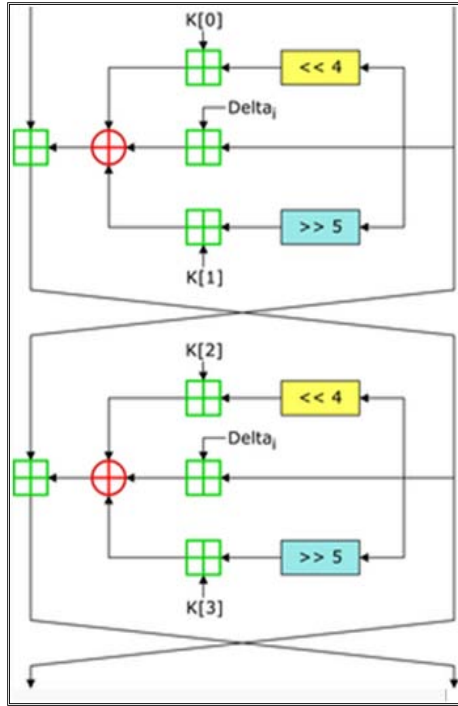 K[0]
<< 4
Delta_i
>> 5
K[1]
K[2]
<< 4
Delta_i
>> 5
K[3]